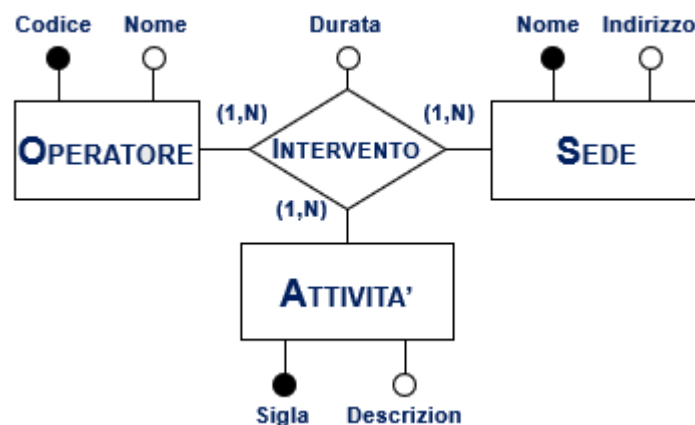 Codice Nome Durata Nome Indirizzo
(1,N) (1,N)
OPERATORE INTERVENTO SEDE
(1,N)
ATTIVITA'
Sigla Descrizion